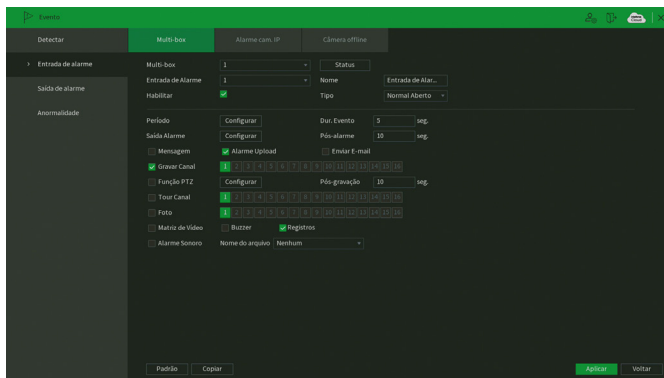 Evento
Detectar
Multi-box
Alarme cam. IP
Câmera offline
Entrada de alarme
Saída de alarme
Anormalidade
Multi-box 1 Status
Entrada de Alarme 1 Nome Entrada de Alar...
Habilitar Tipo Normal Aberto
Período Configurar Dur. Evento 5 seg.
Saída Alarme Configurar Pós-alarme 10 seg.
Mensagem Alarme Upload Enviar E-mail
Gravar Canal 1 2 3 4 5 6 7 8 9 10 11 12 13 14 15 16
Função PTZ Configurar Pós-gravação 10 seg.
Tour Canal 1 2 3 4 5 6 7 8 9 10 11 12 13 14 15 16
Foto 1 2 3 4 5 6 7 8 9 10 11 12 13 14 15 16
Matriz de Vídeo Buzzer Registros
Alarme Sonoro Nome do arquivo Nenhum
Padrão Copiar Aplicar Voltar